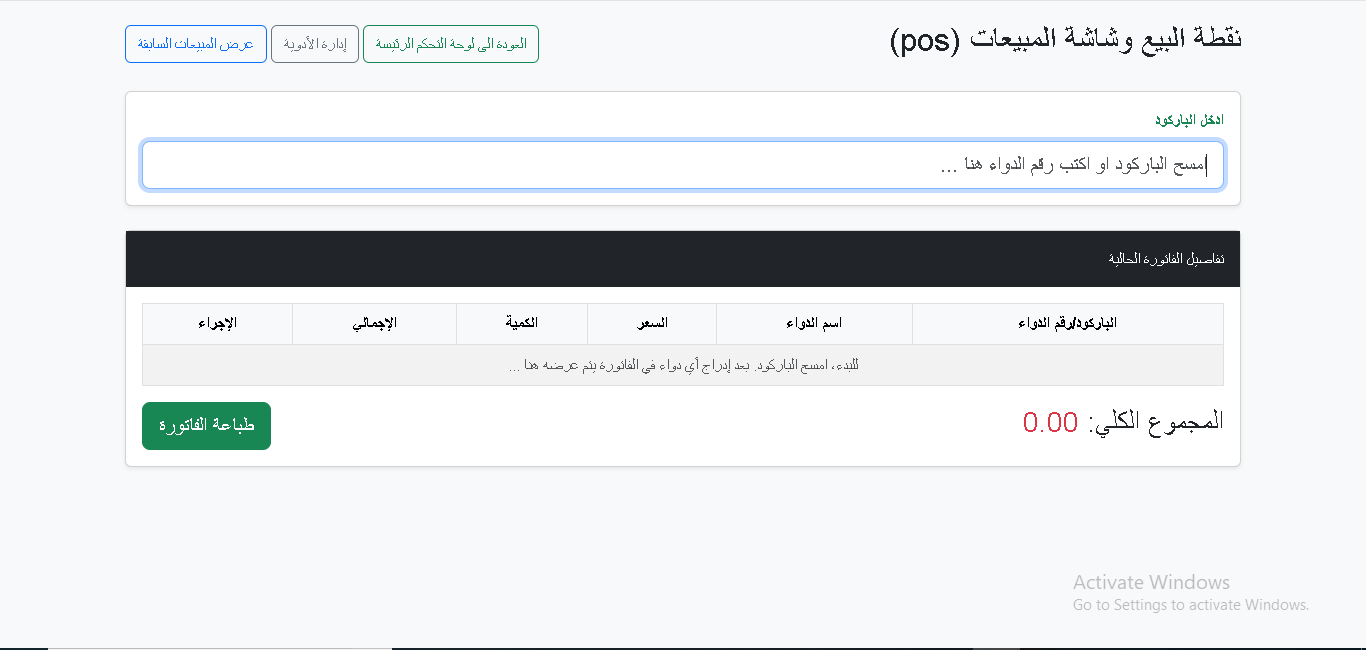 نقطة البيع وشاشة المبيعات (pos)
العودة الى لوحة التحكم الرئيسة
إدارة الأدوية
عرض المبيعات السابقة
ادخل الباركود
امسح الباركود او اكتب رقم الدواء هنا ...
تفاصيل الفاتورة الحالية
الباركود/رقم الدواء اسم الدواء السعر الكمية الإجمالي الإجراء
للبدء، امسح الباركود. بعد إدراج أي دواء في الفاتورة يتم عرضه هنا ...
المجموع الكلي: 0.00
طباعة الفاتورة
Activate Windows
Go to Settings to activate Windows.